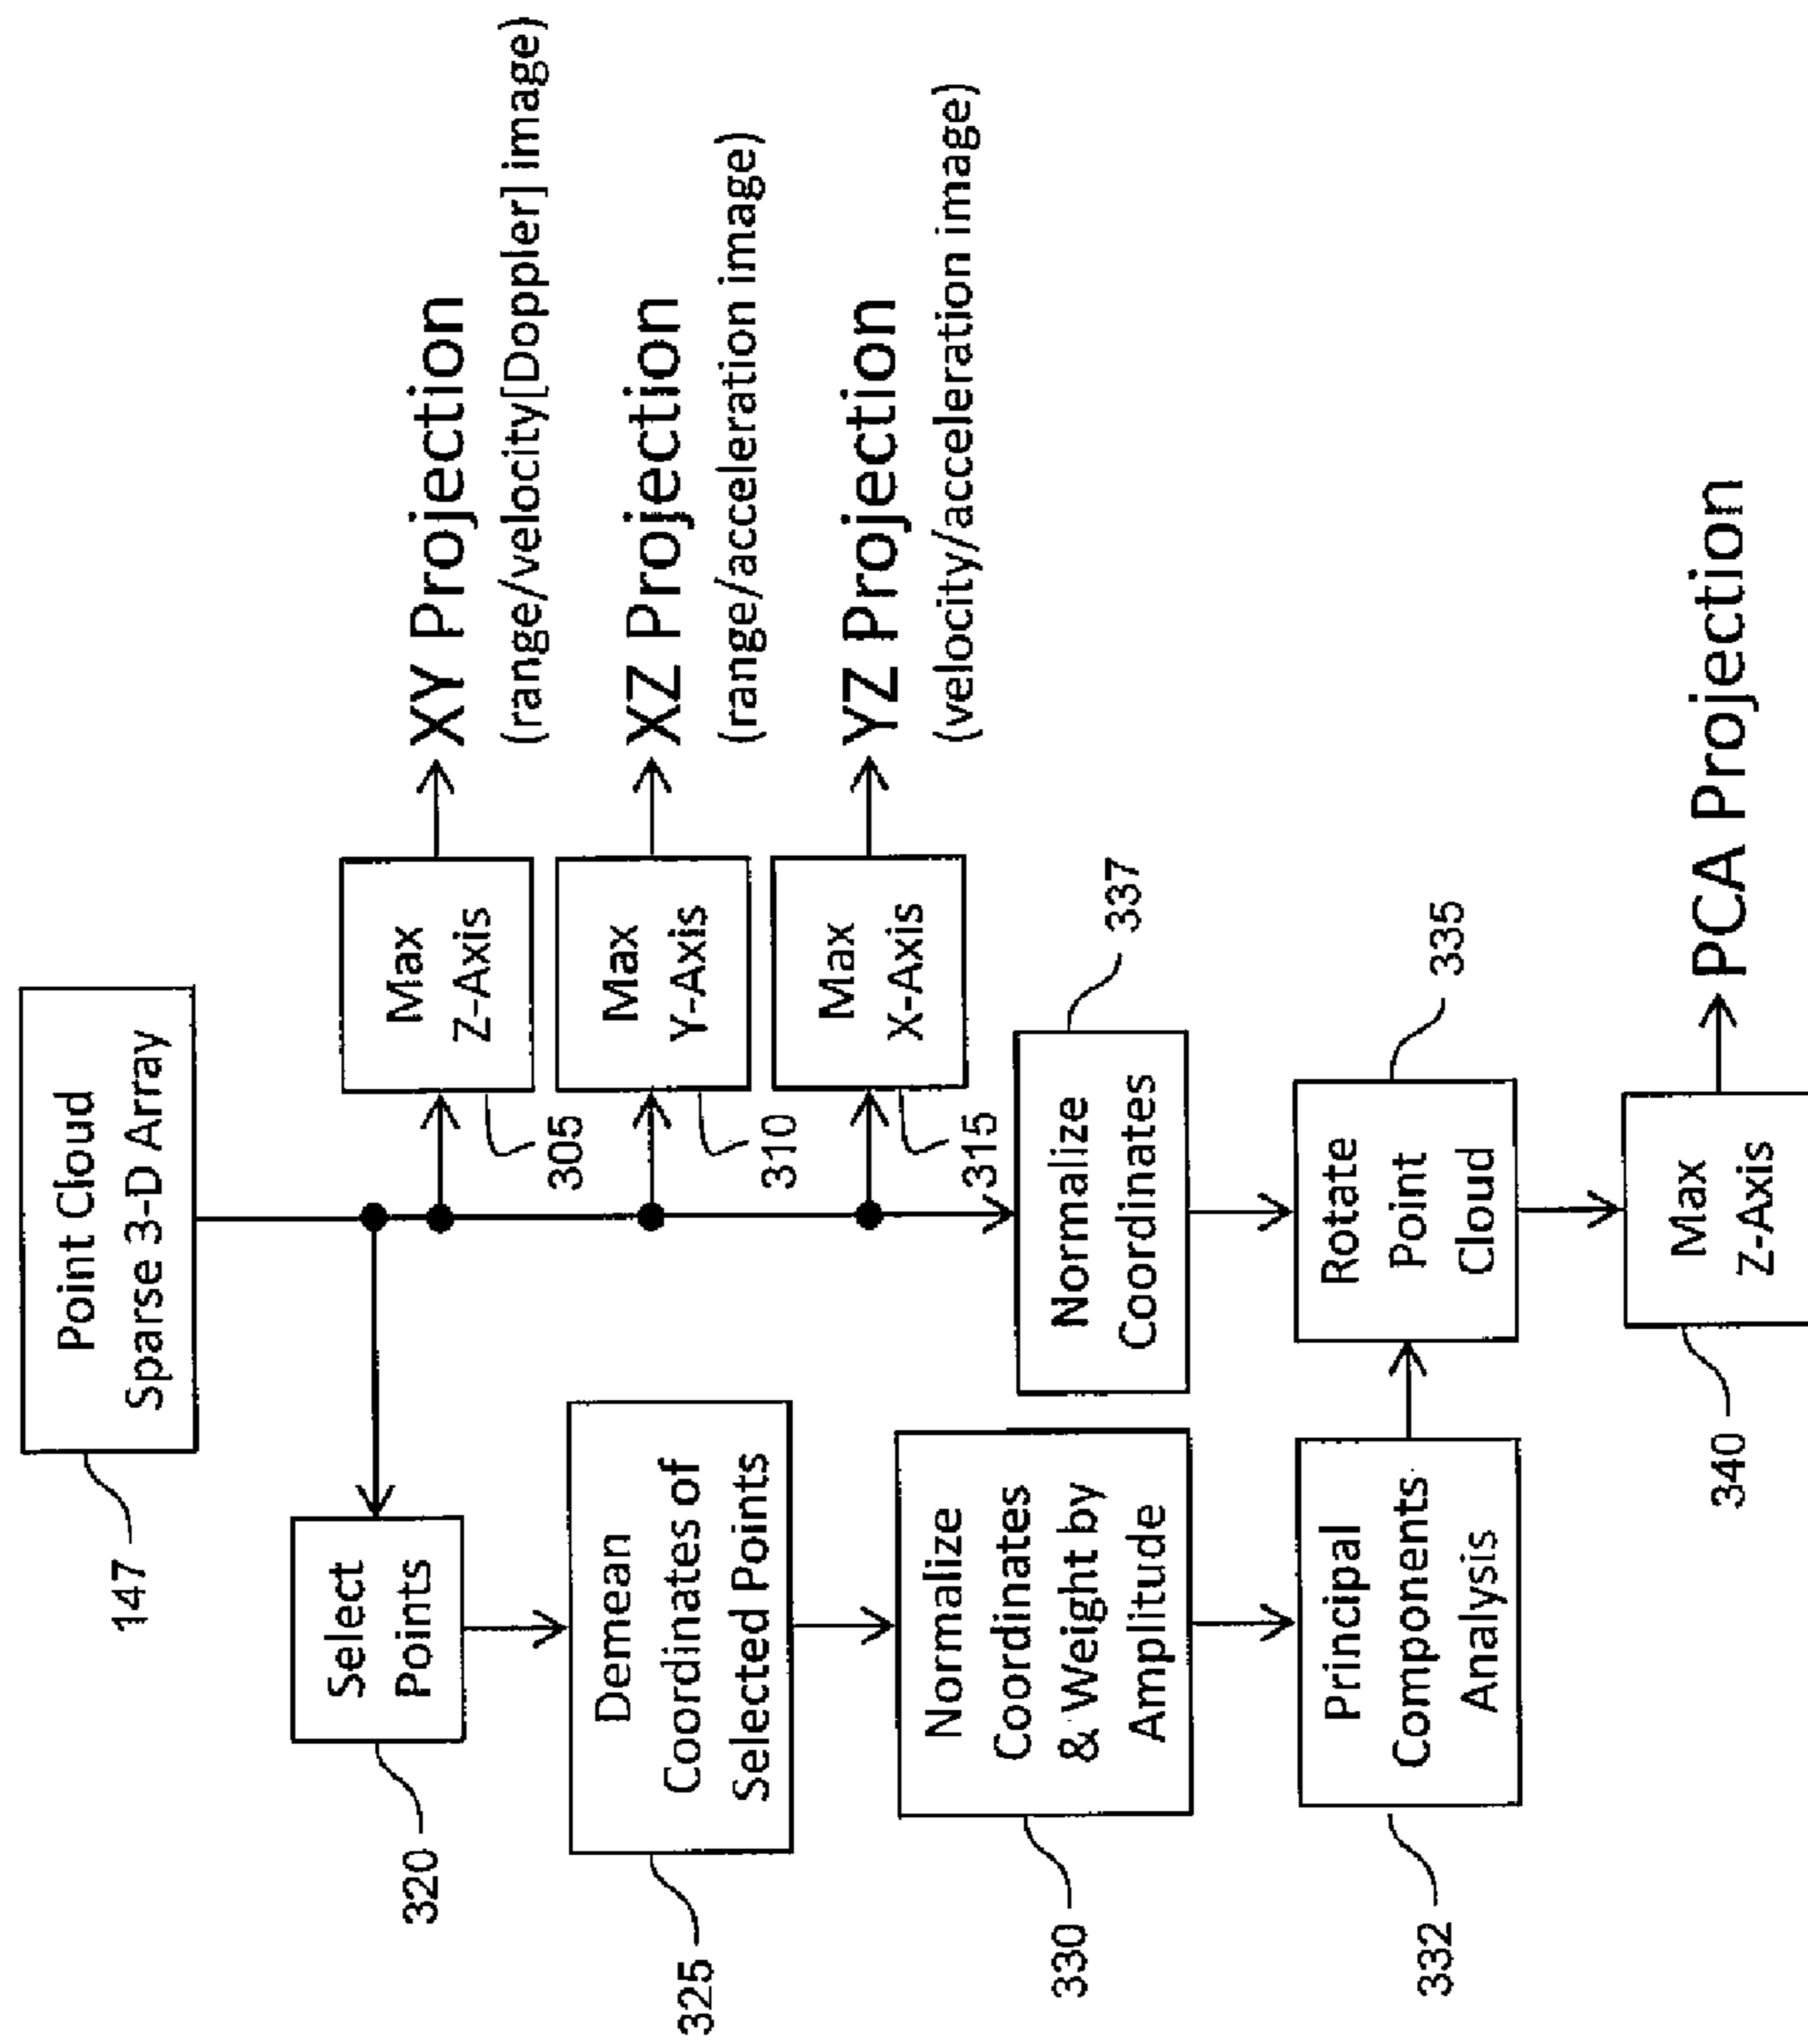 Point Cloud
Sparse 3-D Array
147
Select
Points
320
Demean
Coordinates of
Selected Points
325
Normalize
Coordinates
& Weight by
Amplitude
330
Principal
Components
Analysis
332
Max
Z-Axis
305
XY Projection
(range/velocity[Doppler] image)
Max
Y-Axis
310
XZ Projection
(range/acceleration image)
Max
X-Axis
315
YZ Projection
(velocity/acceleration image)
Normalize
Coordinates
337
Rotate
Point
Cloud
335
Max
Z-Axis
340
PCA Projection